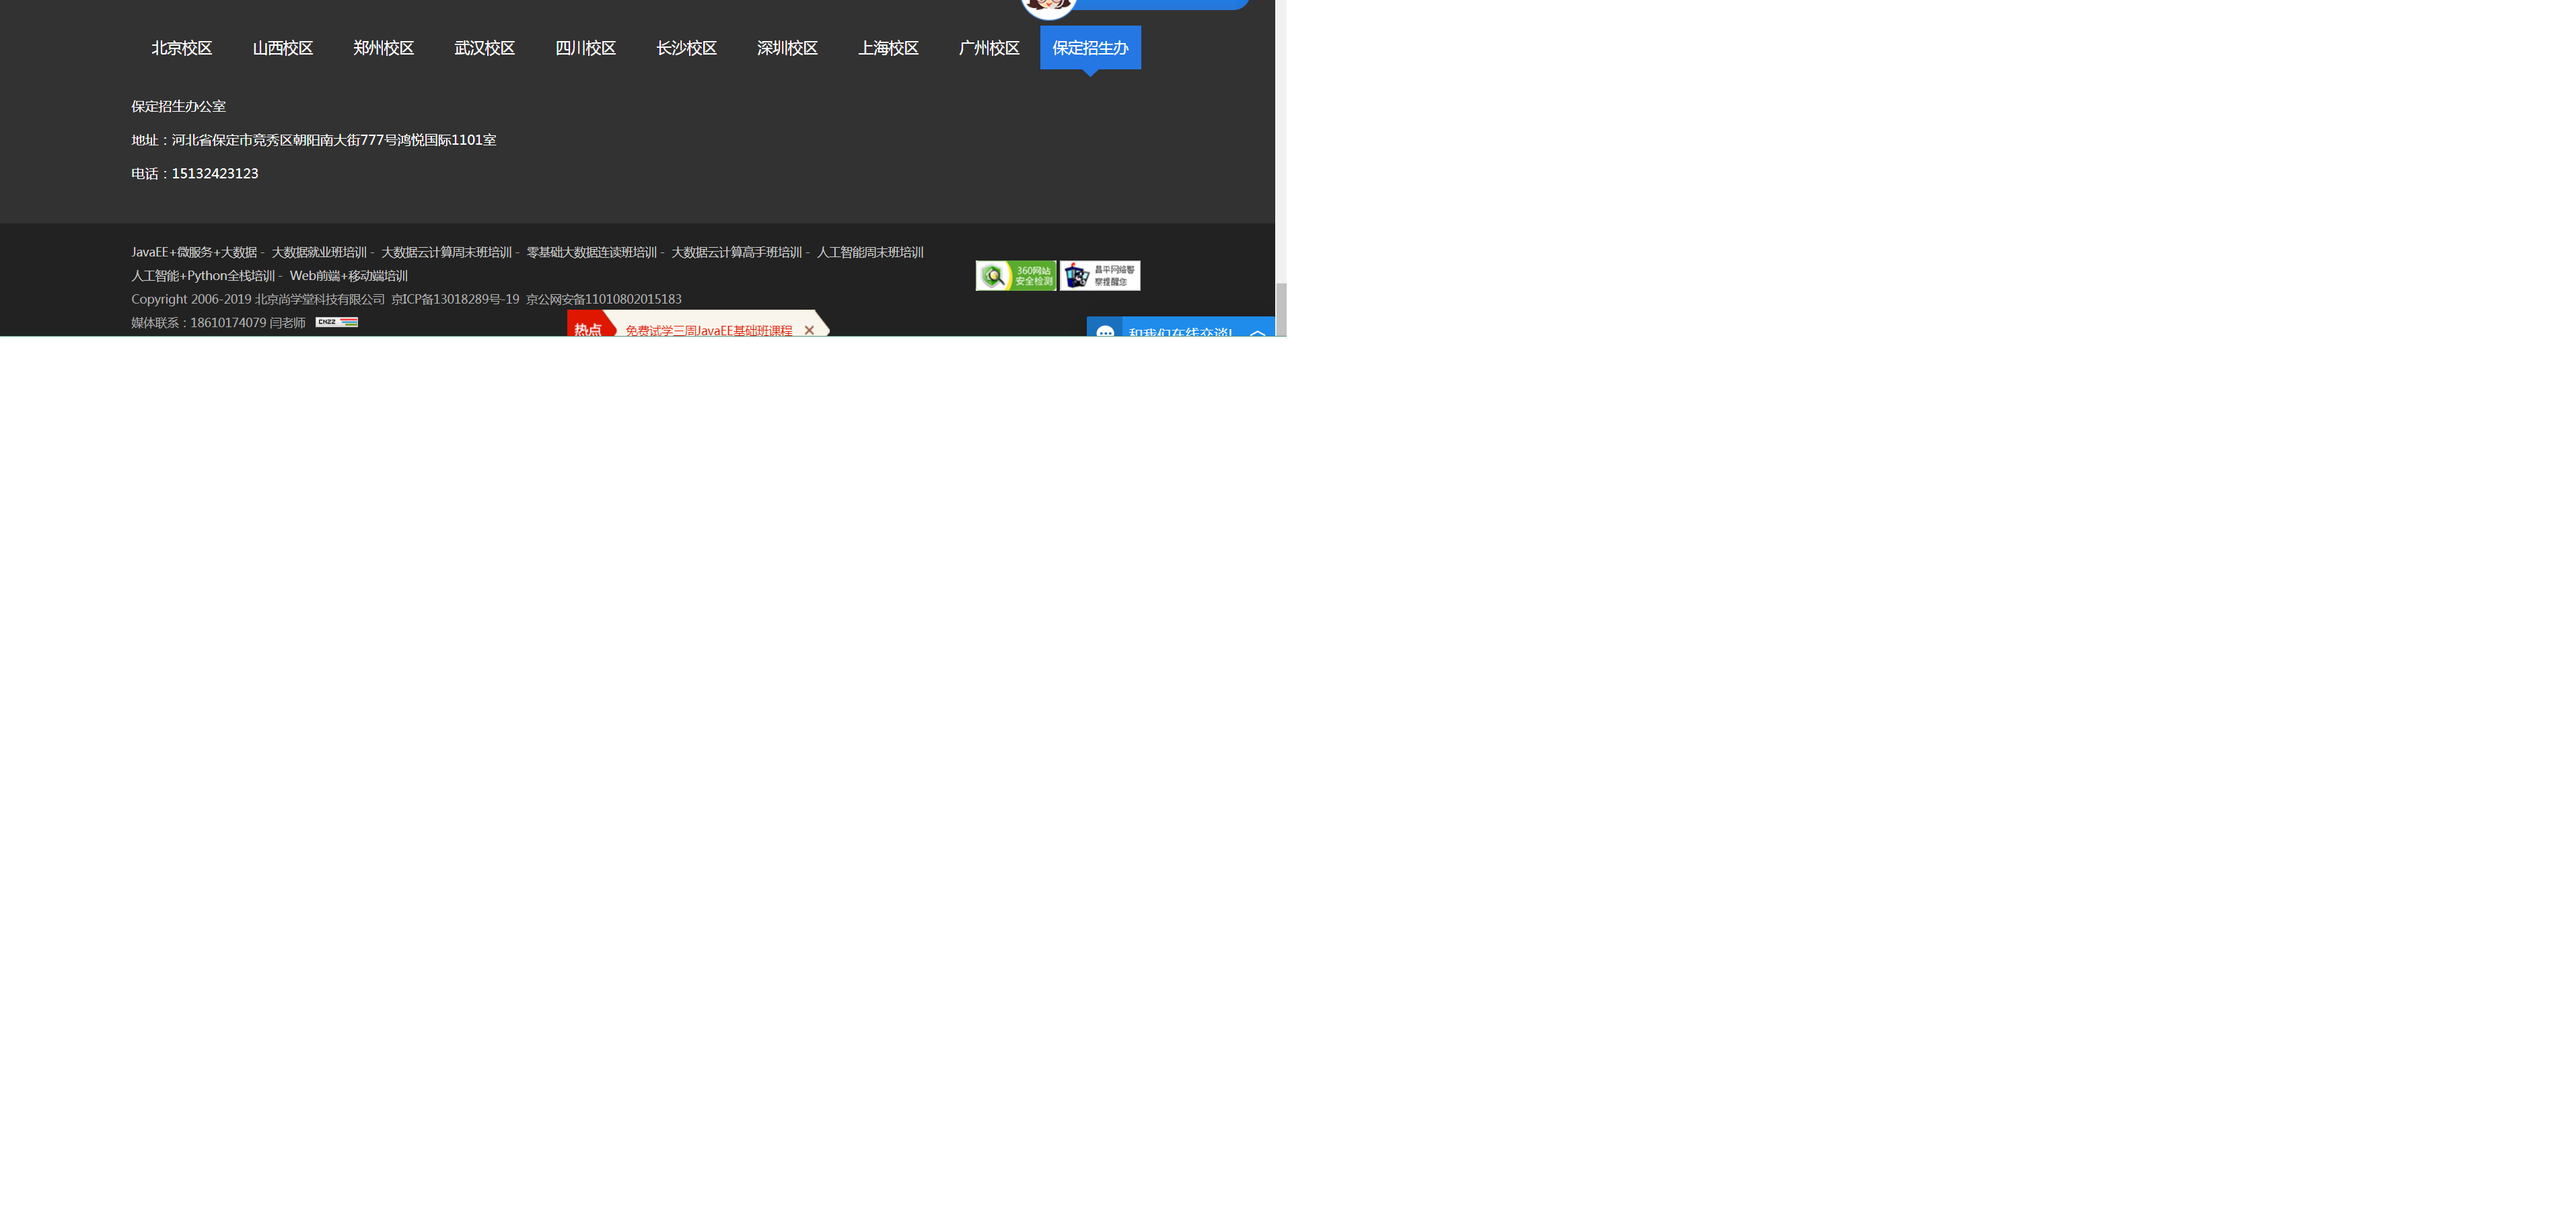 北京校区 山西校区 郑州校区 武汉校区 四川校区 长沙校区 深圳校区 上海校区 广州校区 保定招生办
保定招生办公室
地址：河北省保定市竞秀区朝阳南大街777号鸿悦国际1101室
电话：15132423123
JavaEE+微服务+大数据 - 大数据就业班培训 - 大数据云计算周末班培训 - 零基础大数据连读班培训 - 大数据云计算高手班培训 - 人工智能周末班培训
人工智能+Python全栈培训 - Web前端+移动端培训
Copyright 2006-2019 北京尚学堂科技有限公司 京ICP备13018289号-19 京公网安备11010802015183
媒体联系：18610174079 闫老师 CNZZ
360网站
安全检测
昌平网络警
察提醒您
热点 免费试学三周JavaEE基础班课程
和我们在线交谈!